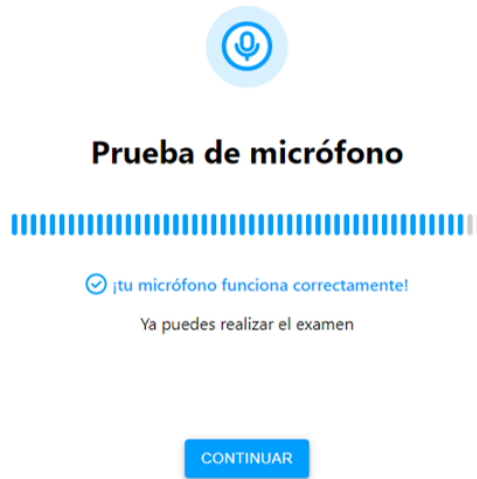 Prueba de micrófono
¡tu micrófono funciona correctamente!
Ya puedes realizar el examen
CONTINUAR